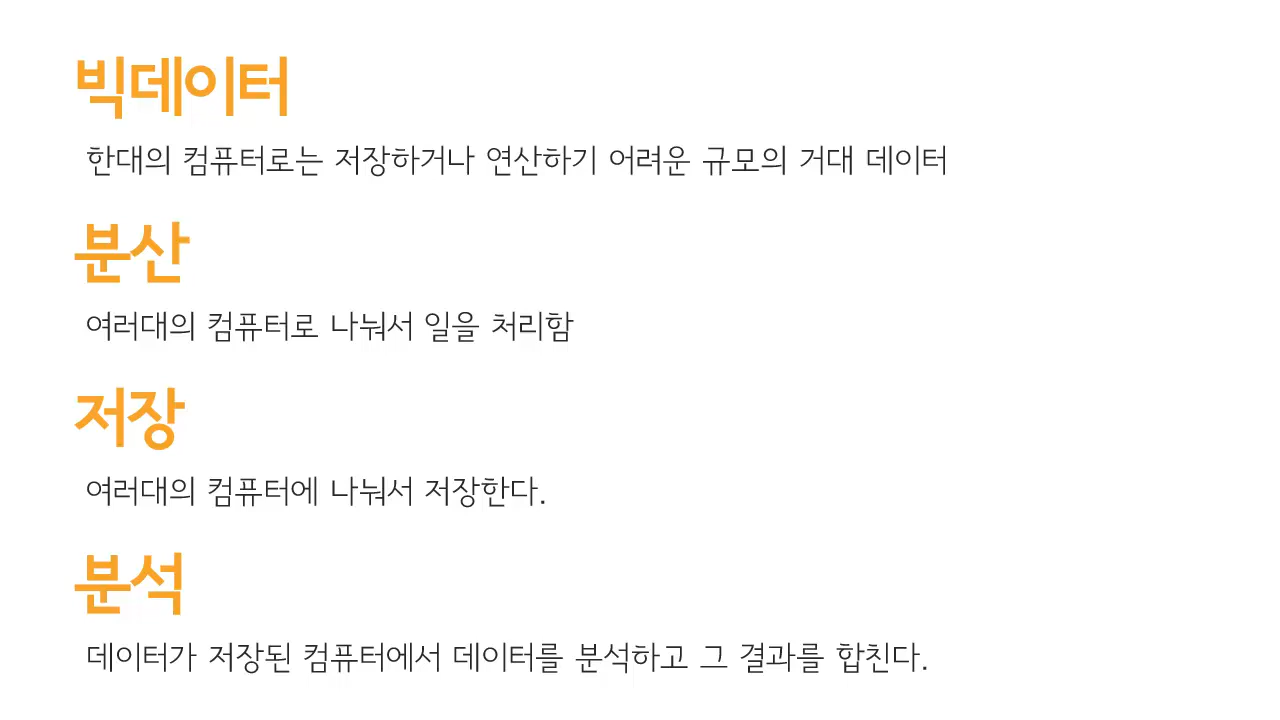 빅데이터
한대의 컴퓨터로는 저장하거나 연산하기 어려운 규모의 거대 데이터
분산
여러대의 컴퓨터로 나눠서 일을 처리함
저장
여러대의 컴퓨터에 나눠서 저장한다.
분석
데이터가 저장된 컴퓨터에서 데이터를 분석하고 그 결과를 합친다.